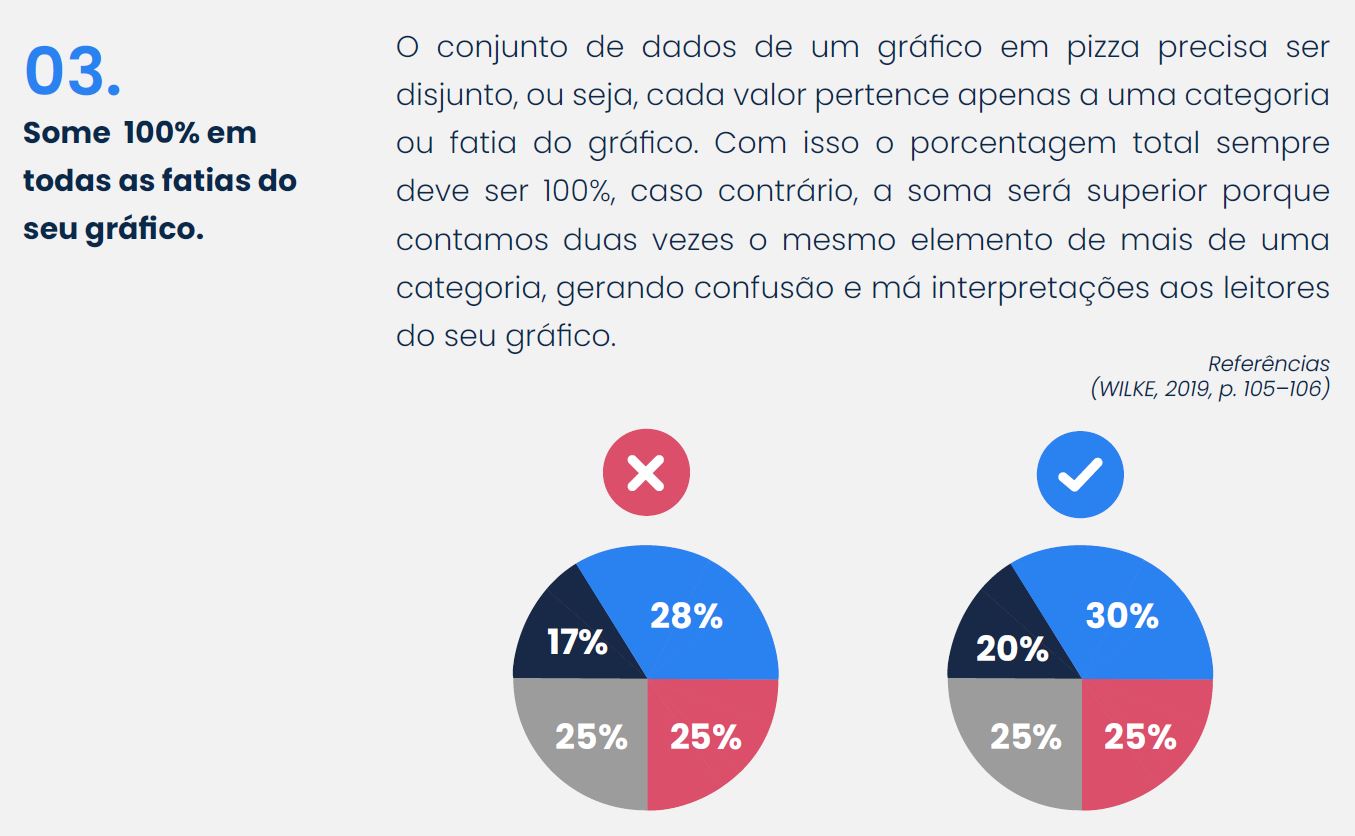 03.
Some 100% em
todas as fatias do
seu gráfico.
O conjunto de dados de um gráfico em pizza precisa ser
disjunto, ou seja, cada valor pertence apenas a uma categoria
ou fatia do gráfico. Com isso o porcentagem total sempre
deve ser 100%, caso contrário, a soma será superior porque
contamos duas vezes o mesmo elemento de mais de uma
categoria, gerando confusão e má interpretações aos leitores
do seu gráfico.
Referências
(WILKE, 2019, p. 105–106)
28%
17%
25%
25%
30%
20%
25%
25%